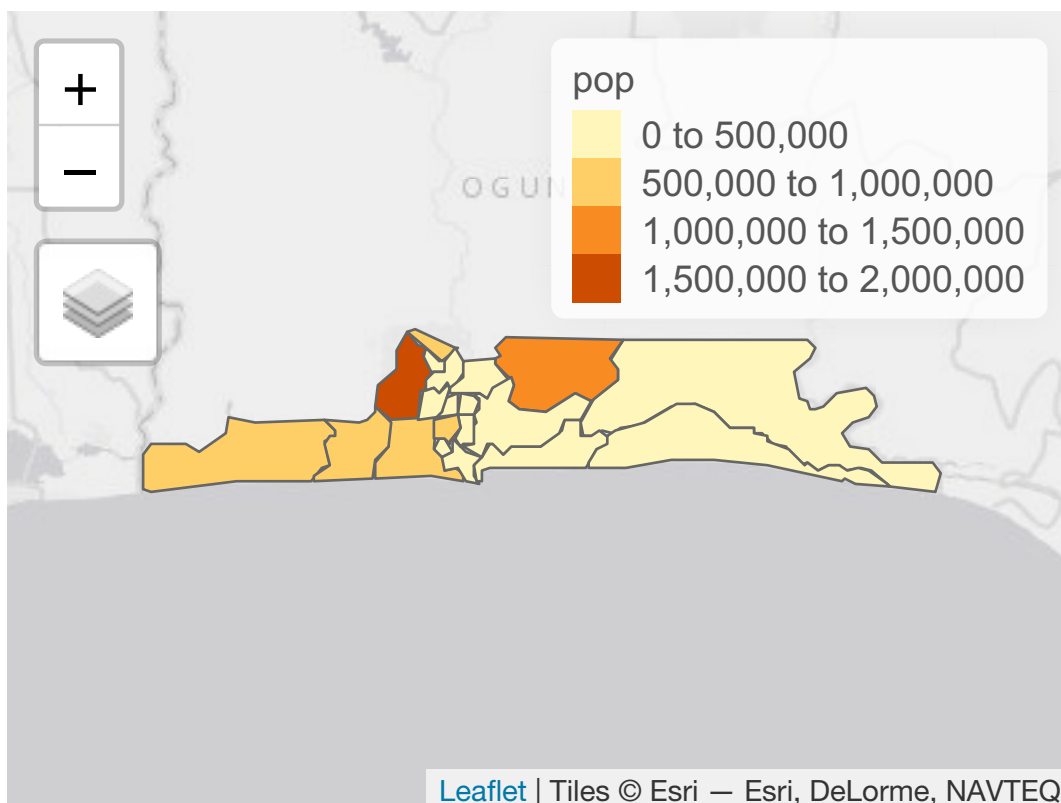 +
−
OGUN
pop
0 to 500,000
500,000 to 1,000,000
1,000,000 to 1,500,000
1,500,000 to 2,000,000
Leaflet | Tiles © Esri — Esri, DeLorme, NAVTEQ